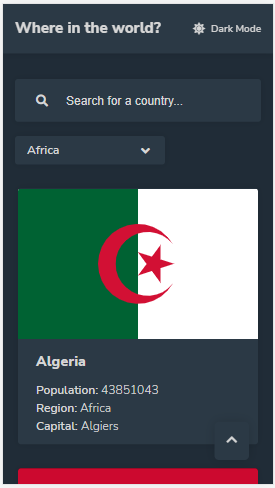 Where in the world?
Dark Mode
Search for a country...
Africa
Algeria
Population: 43851043
Region: Africa
Capital: Algiers